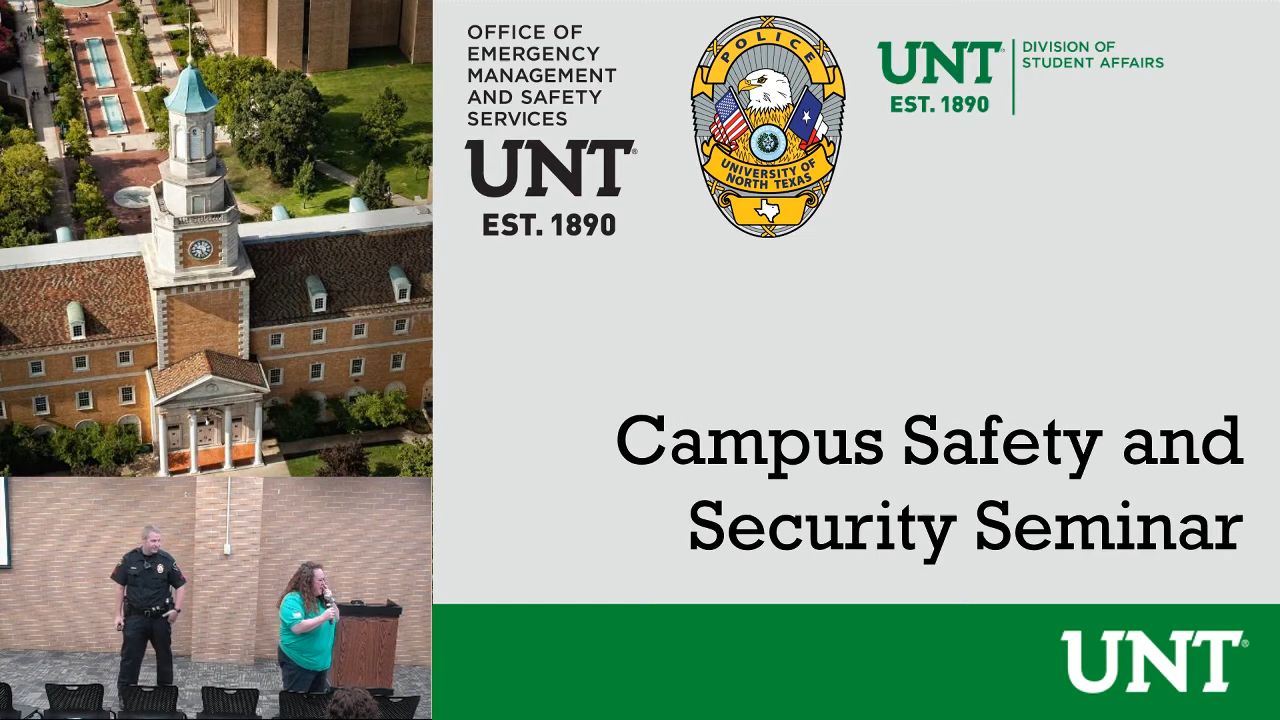 OFFICE OF
EMERGENCY
MANAGEMENT
AND SAFETY
SERVICES
UNT®
EST. 1890
POLICE
UNIVERSITY OF
NORTH TEXAS
UNT
EST. 1890
DIVISION OF
STUDENT AFFAIRS
Campus Safety and
Security Seminar
UNT®